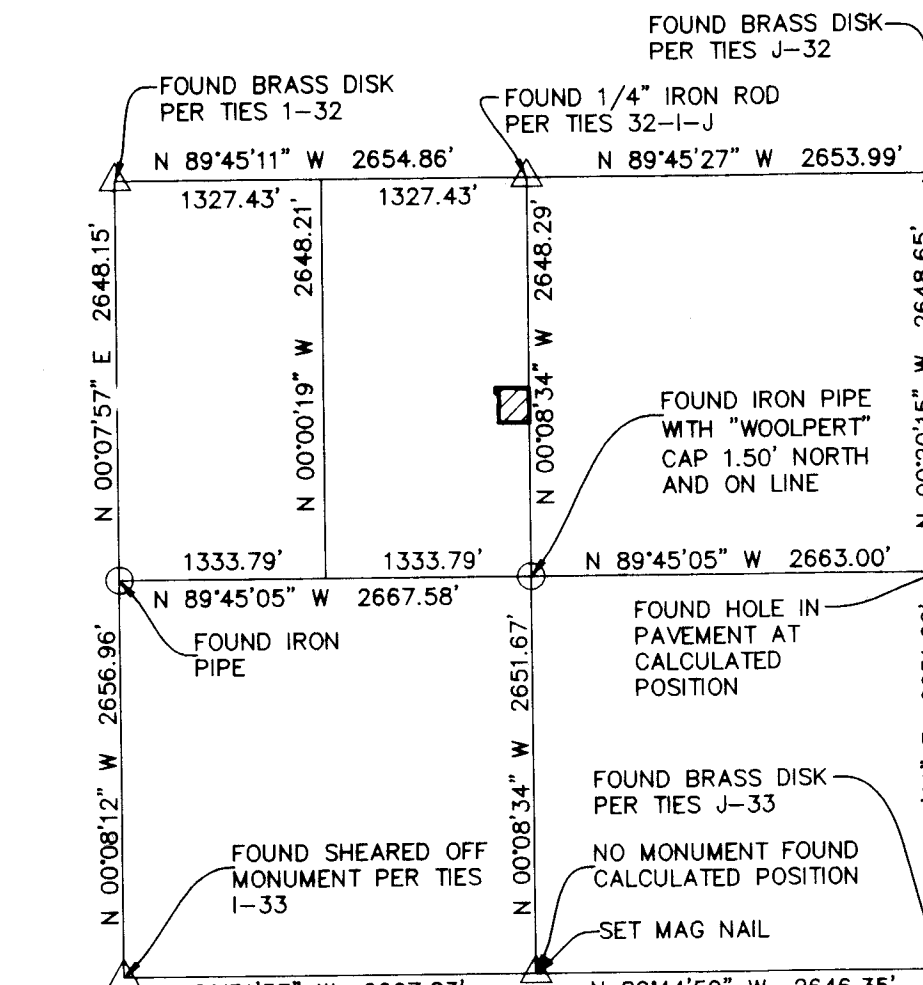 FOUND BRASS DISK
PER TIES J-32
FOUND BRASS DISK
PER TIES 1-32
FOUND 1/4" IRON ROD
PER TIES 32-I-J
N 89°45'11" W 2654.86'
N 89°45'27" W 2653.99'
1327.43'
1327.43'
N 00°07'57" E 2648.15'
N 00°00'19" W 2648.21'
N 00°08'34" W 2648.29'
N 00°20'15" W 2648.65'
FOUND IRON PIPE
WITH "WOOLPERT"
CAP 1.50' NORTH
AND ON LINE
1333.79'
1333.79'
N 89°45'05" W 2663.00'
N 89°45'05" W 2667.58'
FOUND IRON
PIPE
FOUND HOLE IN
PAVEMENT AT
CALCULATED
POSITION
N 00°08'12" W 2656.96'
N 00°08'34" W 2651.67'
FOUND BRASS DISK
PER TIES J-33
FOUND SHEARED OFF
MONUMENT PER TIES
I-33
NO MONUMENT FOUND
CALCULATED POSITION
SET MAG NAIL